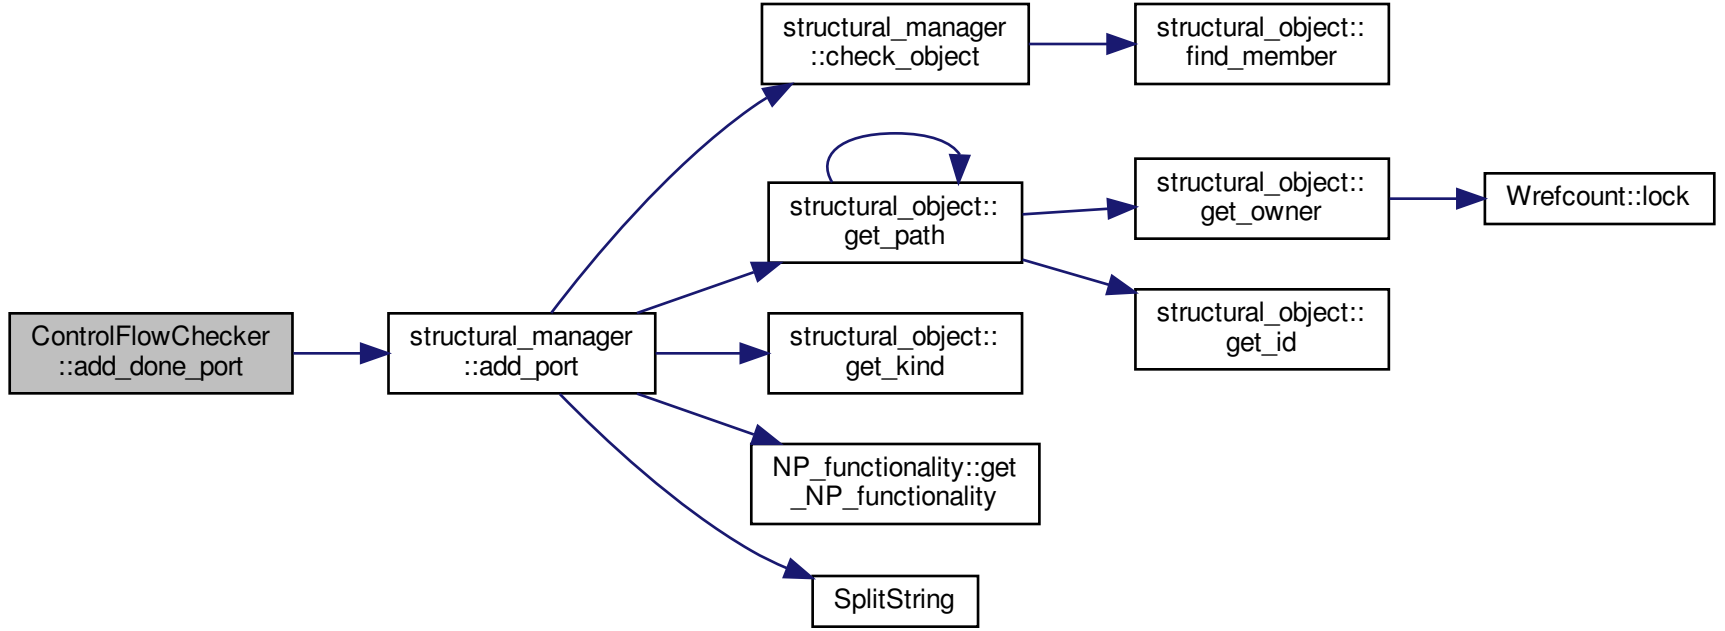 ControlFlowChecker
::add_done_port
structural_manager
::add_port
structural_manager
::check_object
structural_object::
find_member
structural_object::
get_path
structural_object::
get_owner
Wrefcount::lock
structural_object::
get_id
structural_object::
get_kind
NP_functionality::get
_NP_functionality
SplitString